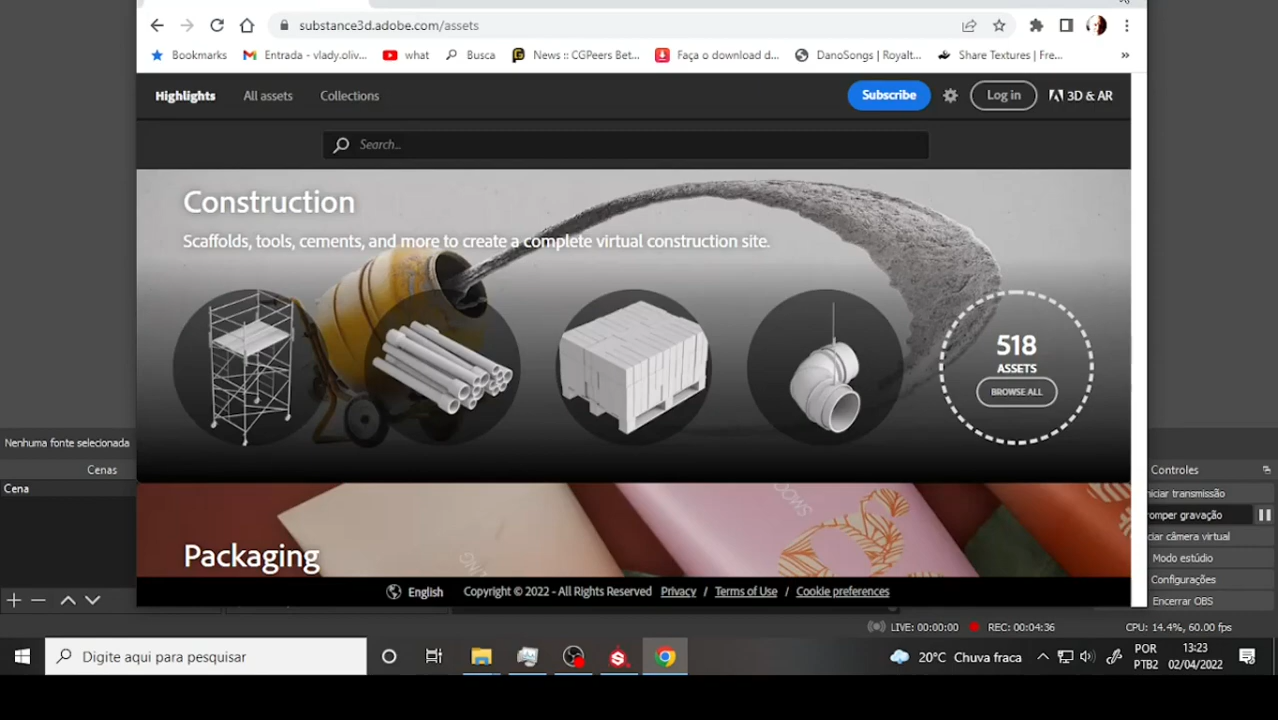 substance3d.adobe.com/assets
Bookmarks
Entrada - vlady.oliv...
what
Busca
News :: CGPeers Bet...
Faça o download d...
DanoSongs | Royalt...
Share Textures | Fre...
»
Highlights
All assets
Collections
Subscribe
Log in
3D & AR
Search...
Construction
Scaffolds, tools, cements, and more to create a complete virtual construction site.
518
ASSETS
BROWSE ALL
Packaging
English
Copyright © 2022 - All Rights Reserved
Privacy / Terms of Use / Cookie preferences
Nenhuma fonte selecionada
Cenas
Cena
Controles
niciar transmissão
romper gravação
ciar câmera virtual
Modo estúdio
Configurações
Encerrar OBS
LIVE: 00:00:00
REC: 00:04:36
CPU: 14.4%, 60.00 fps
Digite aqui para pesquisar
20°C Chuva fraca
POR
PTB2
13:23
02/04/2022